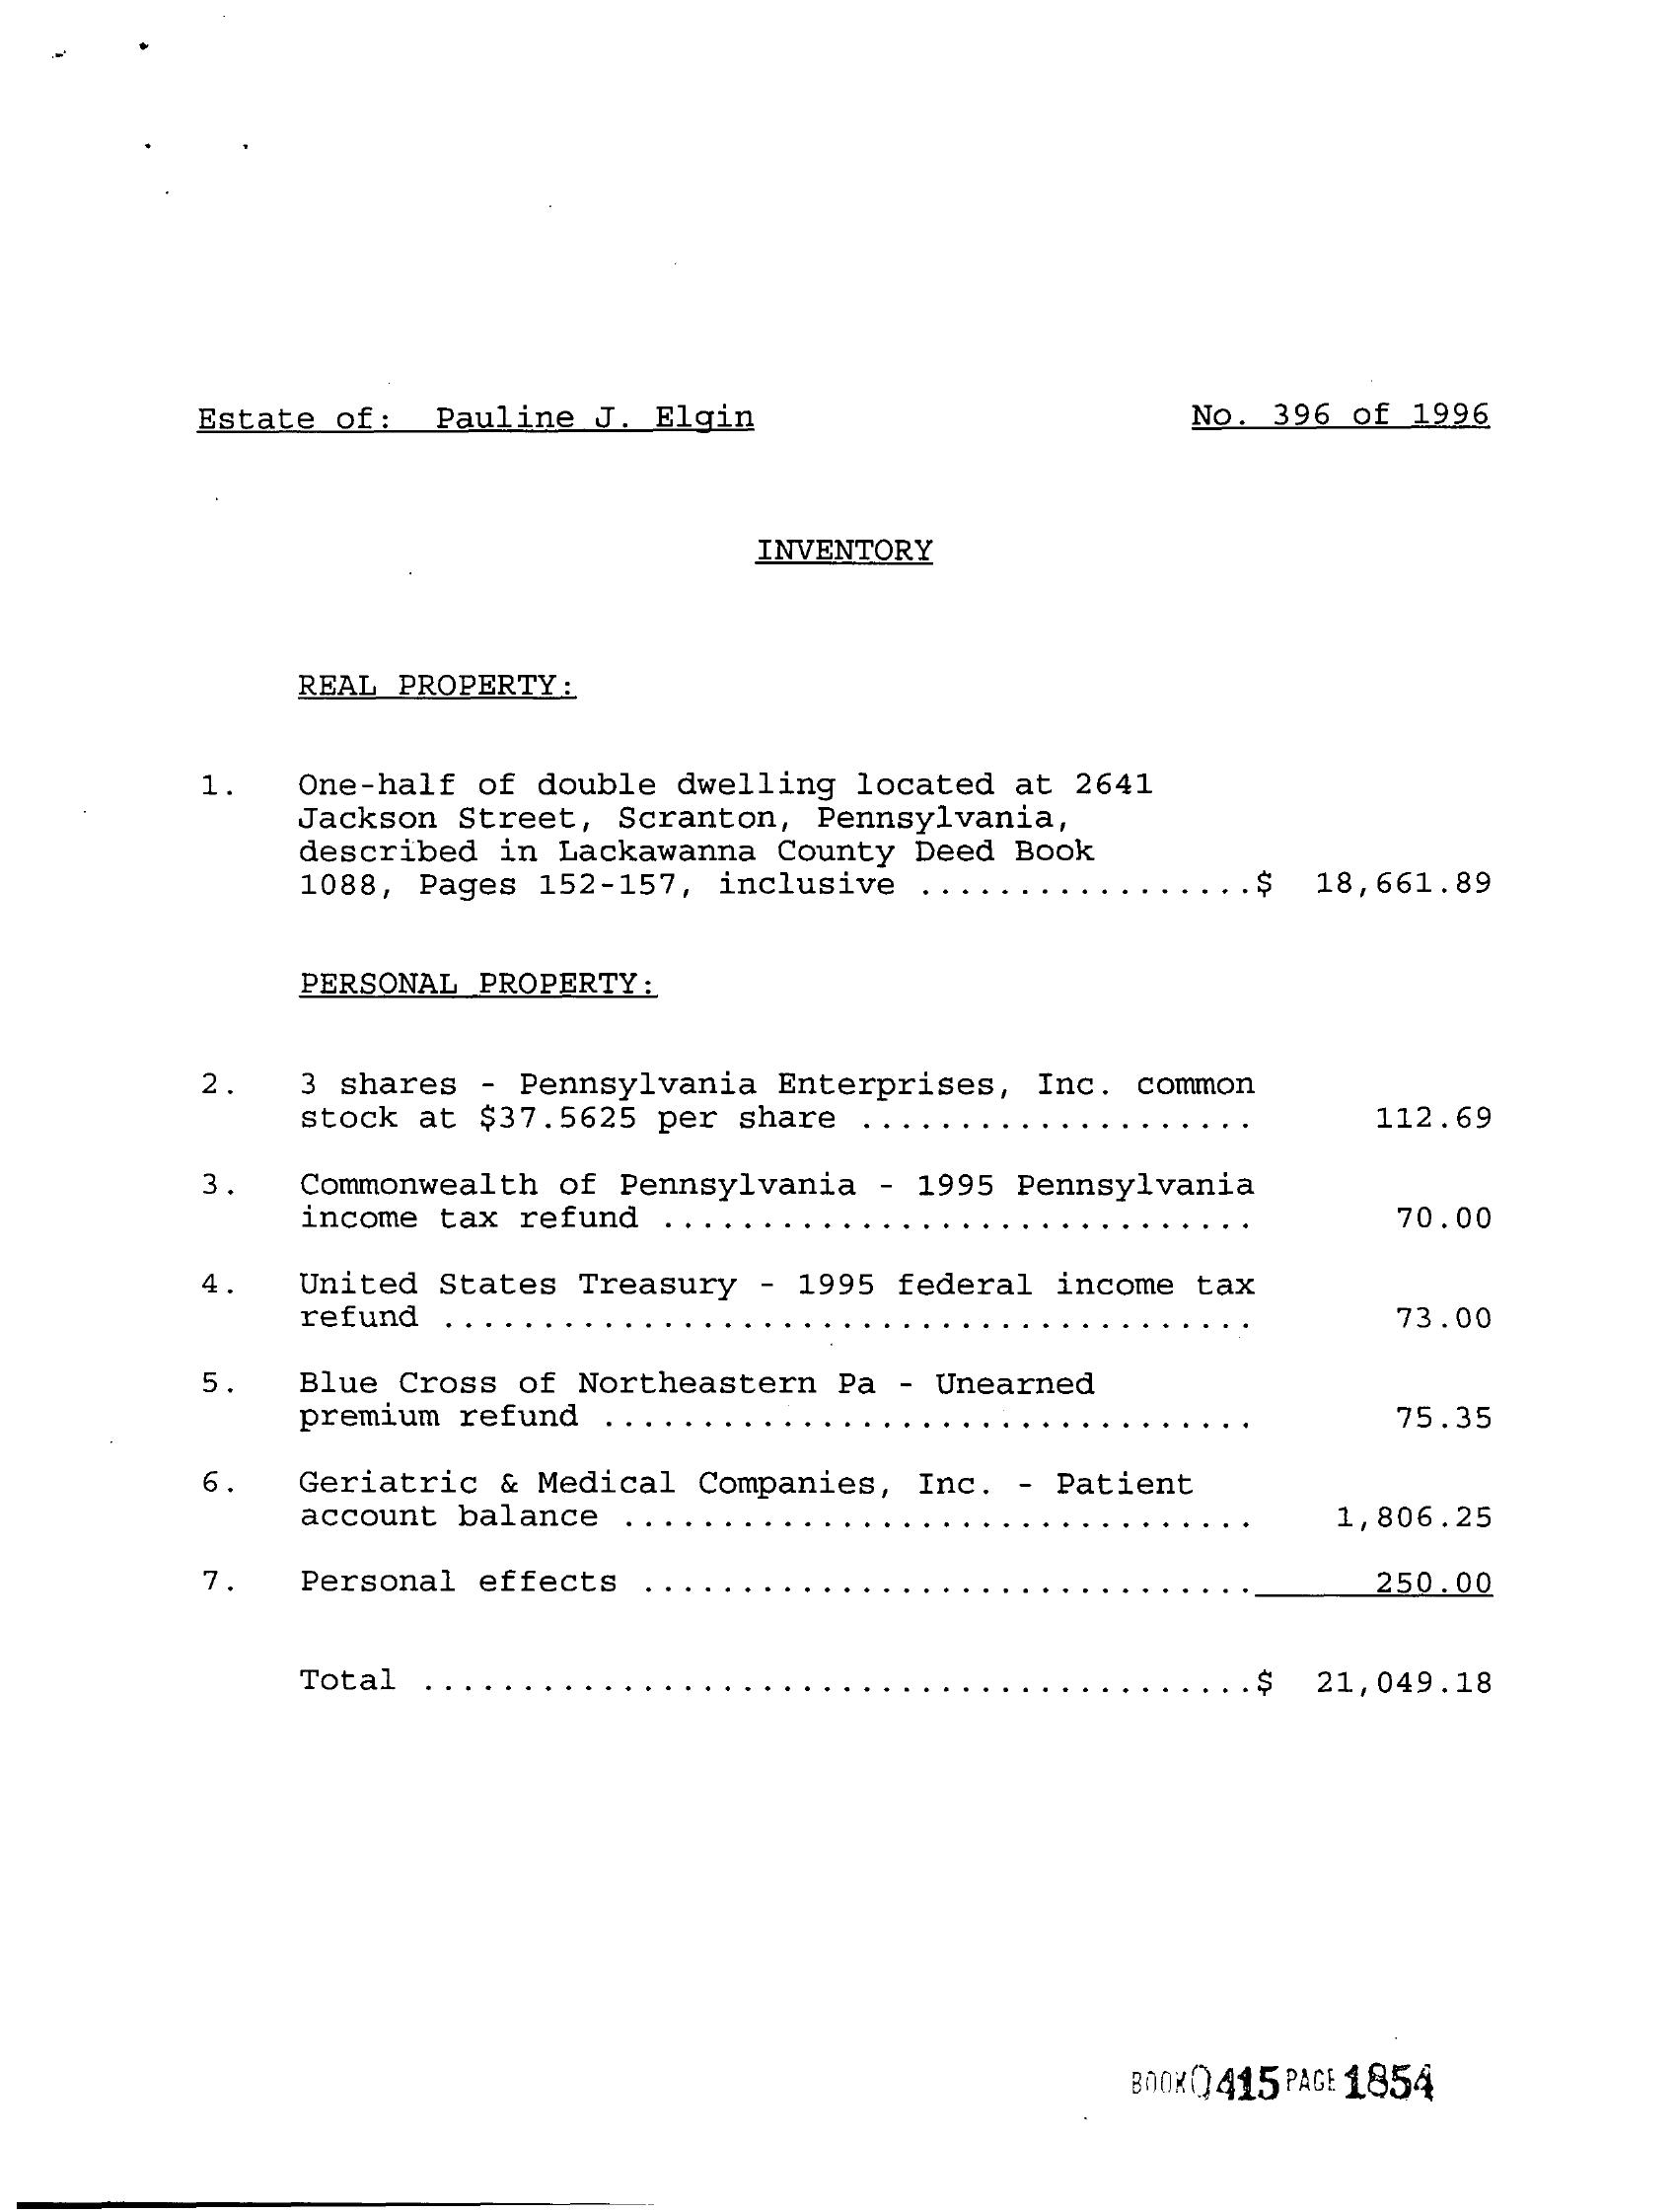 Estate of: Pauline J. Elgin No. 396 of 1996
INVENTORY
REAL PROPERTY:
1. One-half of double dwelling located at 2641
Jackson Street, Scranton, Pennsylvania,
described in Lackawanna County Deed Book
1088, Pages 152-157, inclusive .................$ 18,661.89
PERSONAL PROPERTY:
2. 3 shares - Pennsylvania Enterprises, Inc. common
stock at $37.5625 per share .................... 112.69
3. Commonwealth of Pennsylvania - 1995 Pennsylvania
income tax refund .............................. 70.00
4. United States Treasury - 1995 federal income tax
refund ......................................... 73.00
5. Blue Cross of Northeastern Pa - Unearned
premium refund ................................. 75.35
6. Geriatric & Medical Companies, Inc. - Patient
account balance ................................ 1,806.25
7. Personal effects ............................... 250.00
Total ..........................................$ 21,049.18
BOOK 0415 PAGE 1854